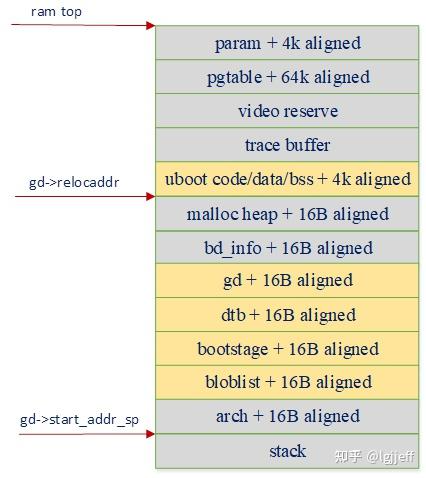 ram top
param + 4k aligned
pgtable + 64k aligned
video reserve
trace buffer
uboot code/data/bss + 4k aligned
gd->relocaddr
malloc heap + 16B aligned
bd_info + 16B aligned
gd + 16B aligned
dtb + 16B aligned
bootstage + 16B aligned
bloblist + 16B aligned
gd->start_addr_sp
arch + 16B aligned
stack
知乎 @lgjjeff